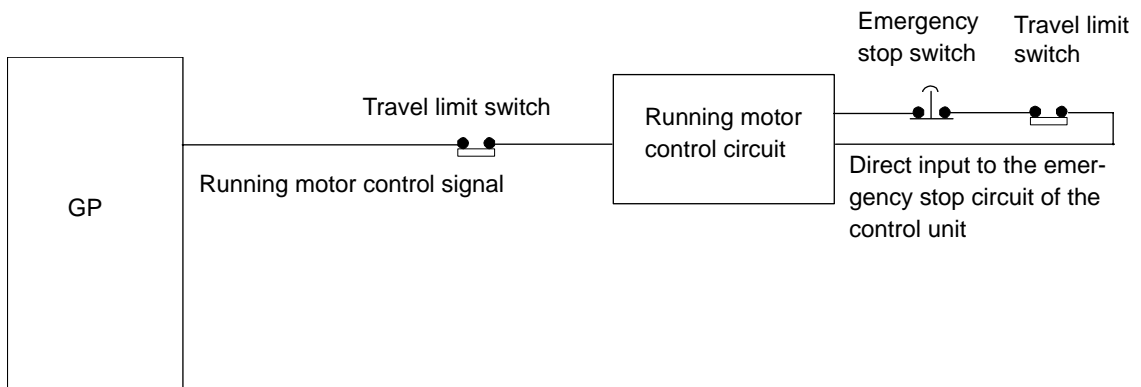 Emergency
stop switch
Travel limit
switch
Travel limit switch
Running motor
control circuit
Running motor control signal
Direct input to the emer-
gency stop circuit of the
control unit
GP